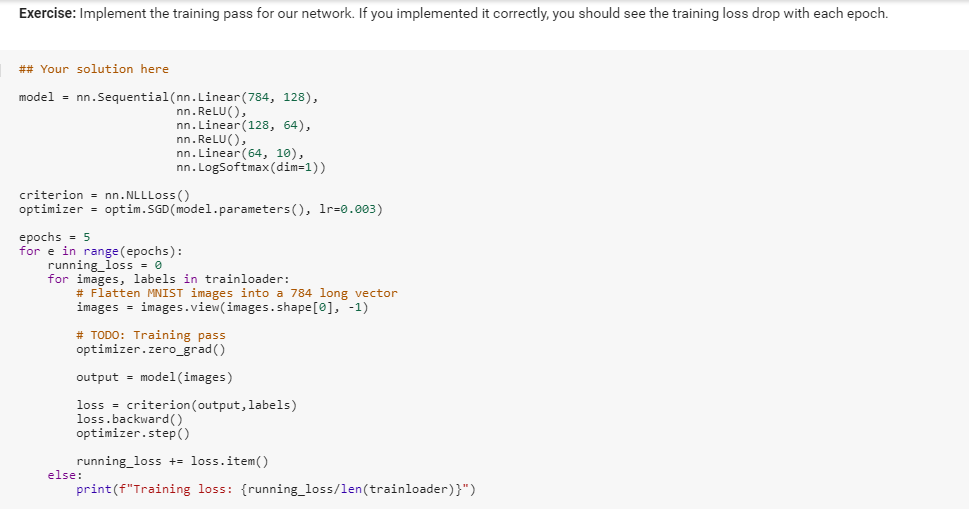 Exercise: Implement the training pass for our network. If you implemented it correctly, you should see the training loss drop with each epoch.
## Your solution here
model = nn.Sequential(nn.Linear(784, 128),
                      nn.ReLU(),
                      nn.Linear(128, 64),
                      nn.ReLU(),
                      nn.Linear(64, 10),
                      nn.LogSoftmax(dim=1))
criterion = nn.NLLLoss()
optimizer = optim.SGD(model.parameters(), lr=0.003)
epochs = 5
for e in range(epochs):
    running_loss = 0
    for images, labels in trainloader:
        # Flatten MNIST images into a 784 long vector
        images = images.view(images.shape[0], -1)
        # TODO: Training pass
        optimizer.zero_grad()
        output = model(images)
        loss = criterion(output,labels)
        loss.backward()
        optimizer.step()
        running_loss += loss.item()
    else:
        print(f"Training loss: {running_loss/len(trainloader)}")